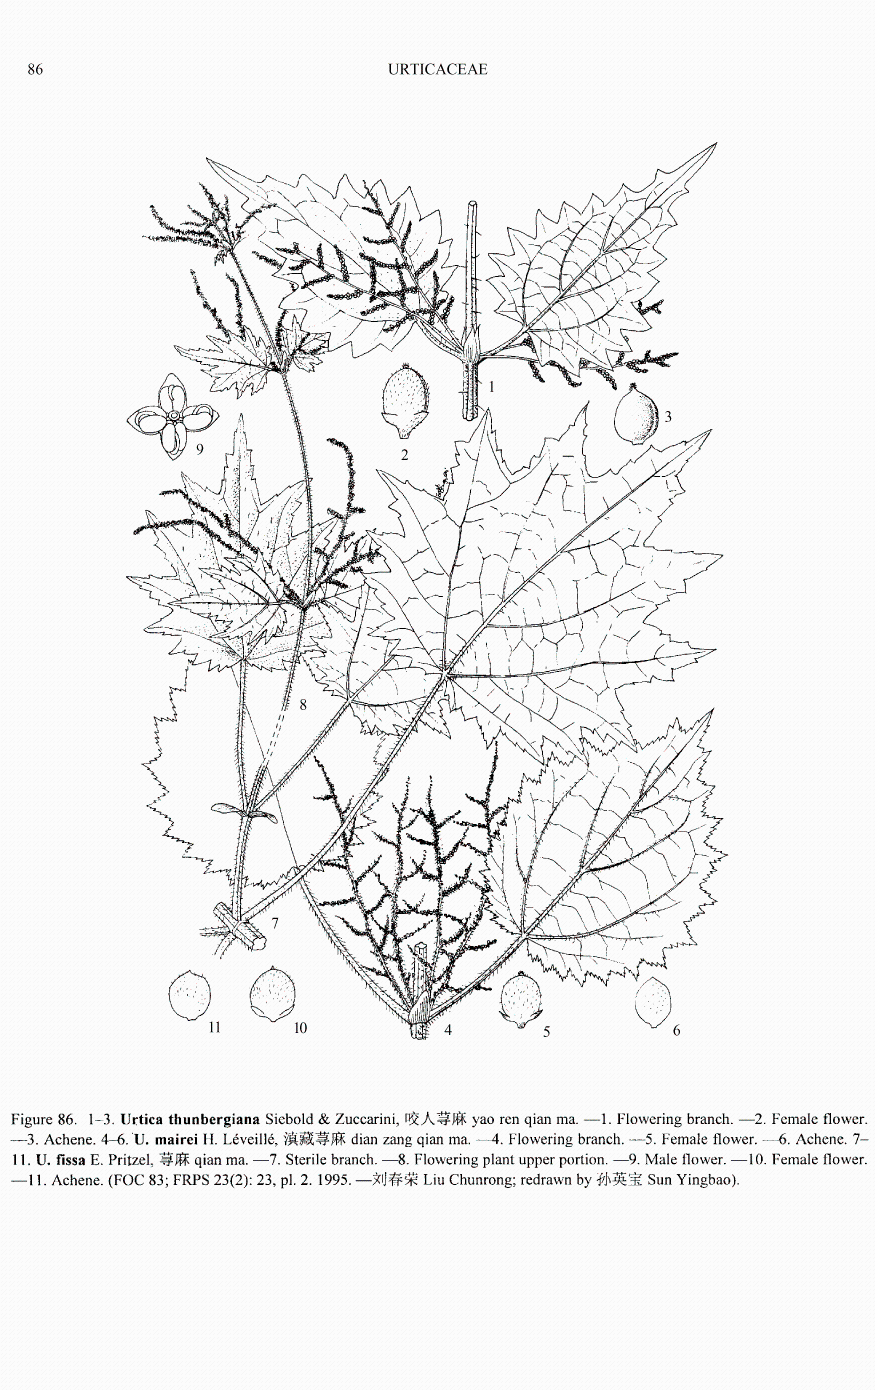 86
URTICACEAE
1
2
3
9
8
7
11
10
4
5
6
Figure 86. 1–3. Urtica thunbergiana Siebold & Zuccarini, 咬人荨麻 yao ren qian ma. —1. Flowering branch. —2. Female flower.
—3. Achene. 4–6. U. mairei H. Léveillé, 滇藏荨麻 dian zang qian ma. —4. Flowering branch. —5. Female flower. —6. Achene. 7–
11. U. fissa E. Pritzel, 荨麻 qian ma. —7. Sterile branch. —8. Flowering plant upper portion. —9. Male flower. —10. Female flower.
—11. Achene. (FOC 83; FRPS 23(2): 23, pl. 2. 1995. —刘春荣 Liu Chunrong; redrawn by 孙英宝 Sun Yingbao).